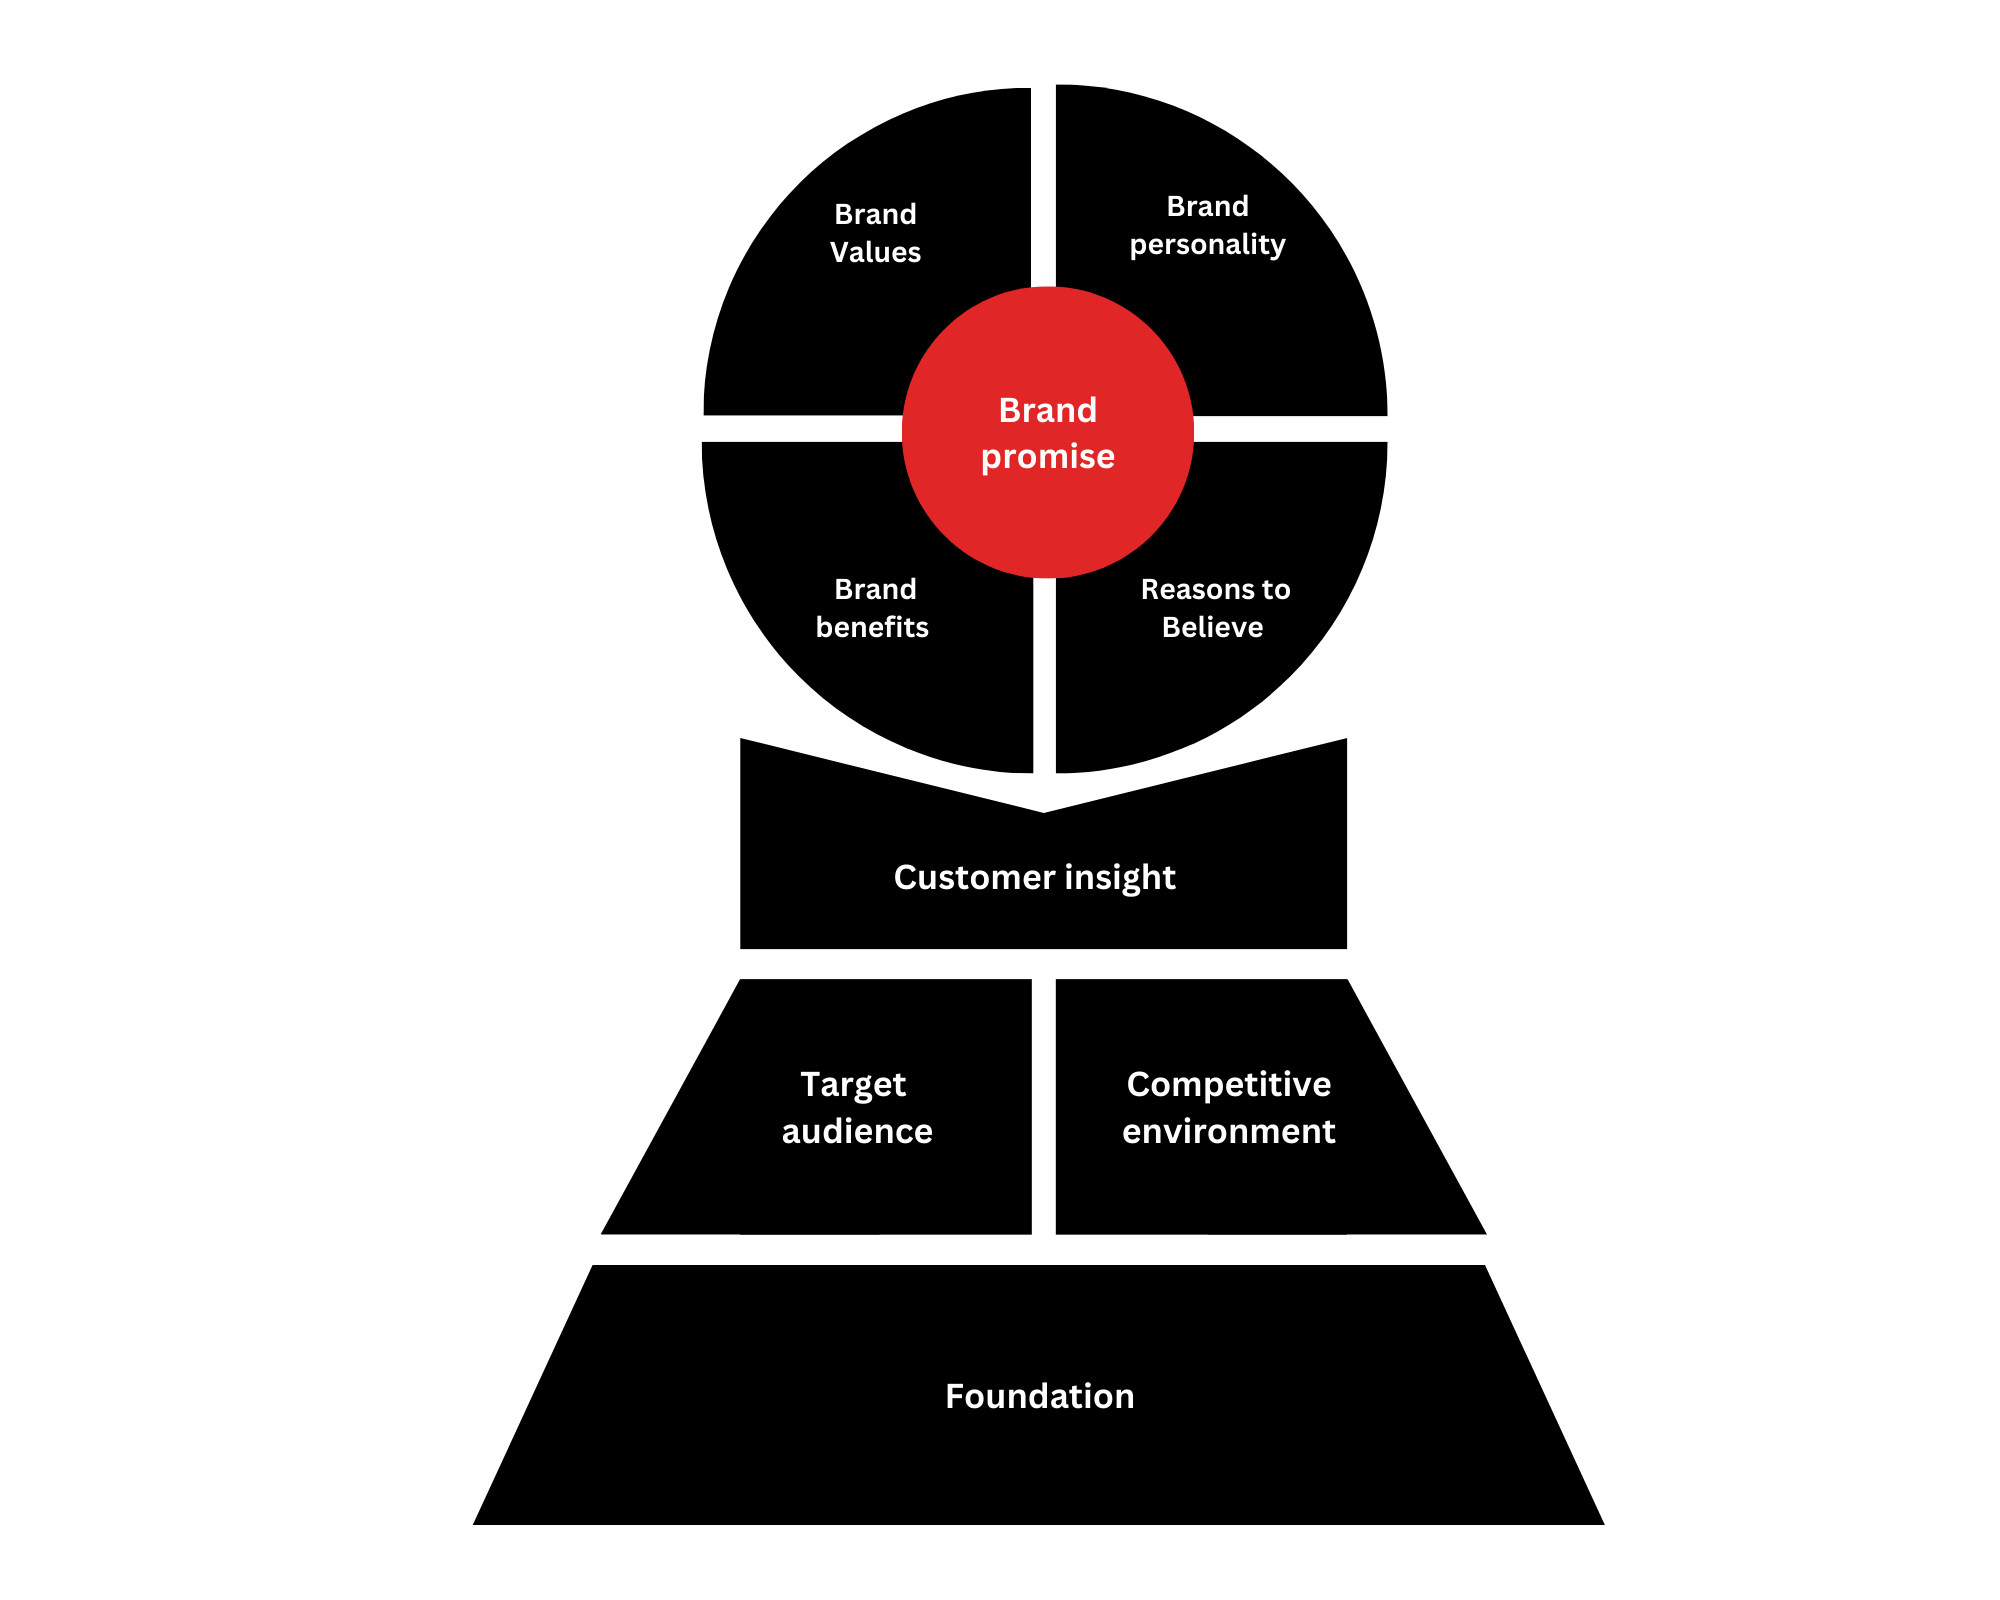 Brand
Values
Brand
personality
Brand
promise
Brand
benefits
Reasons to
Believe
Customer insight
Target
audience
Competitive
environment
Foundation